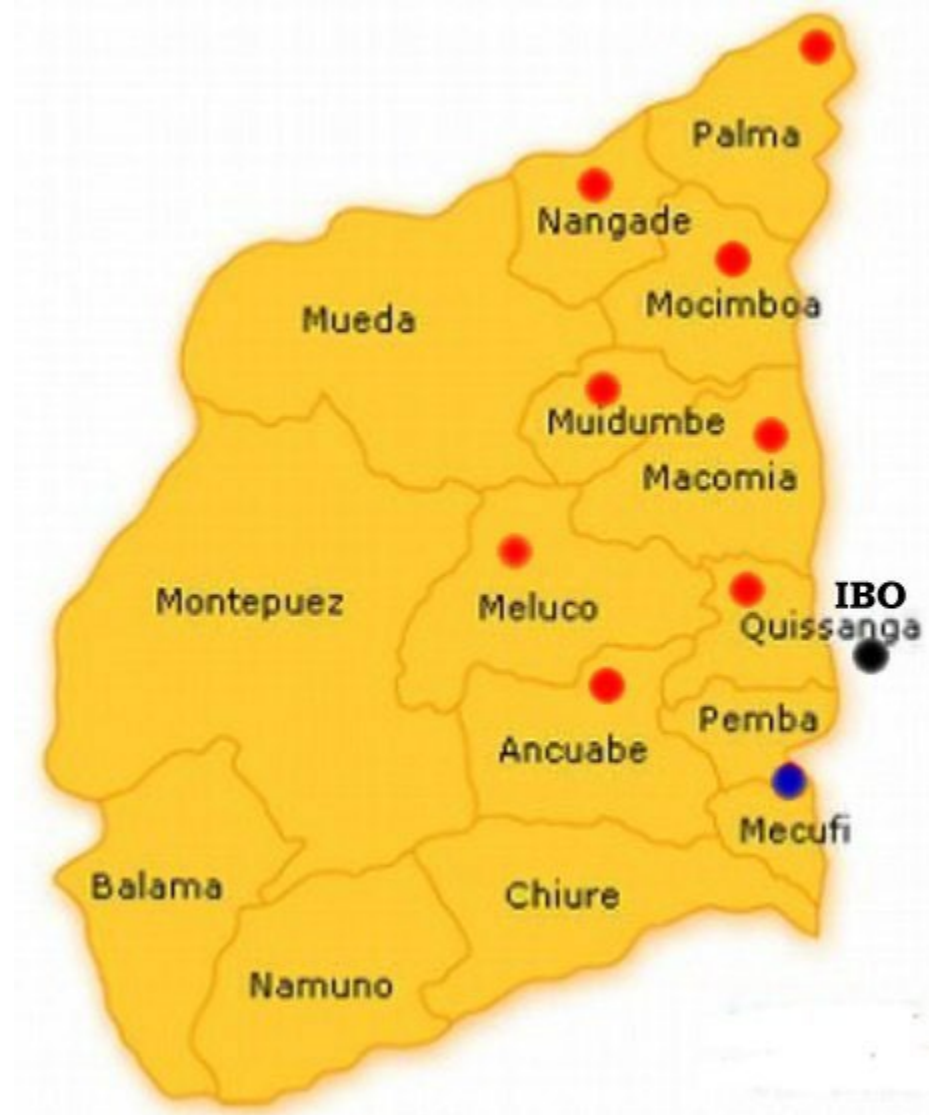 Palma
Nangade
Mocimboa
Mueda
Muidumbe
Macomia
Montepuez
Meluco
IBO
Quissanga
Pemba
Ancuabe
Mecufi
Balama
Chiure
Namuno